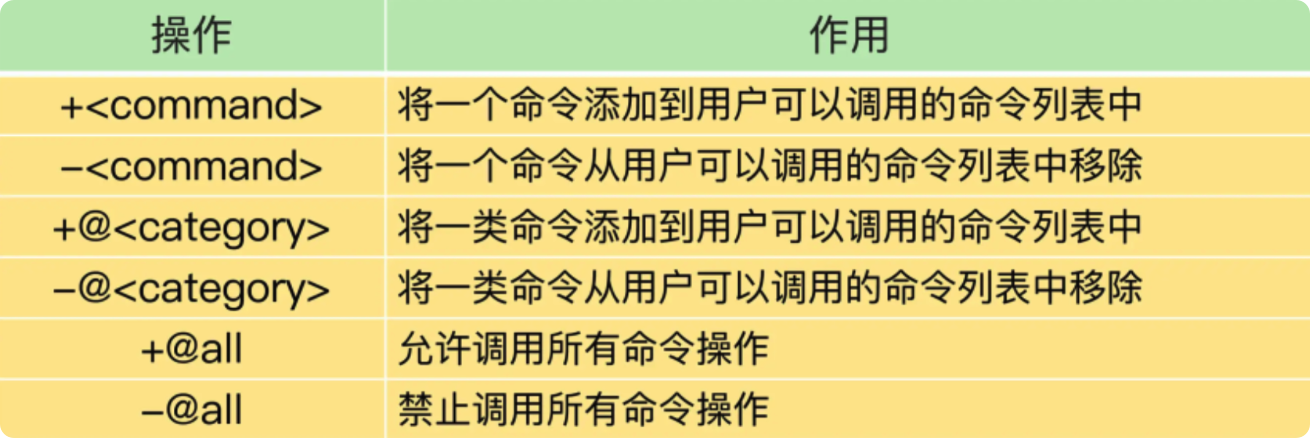 操作 作用
+<command> 将一个命令添加到用户可以调用的命令列表中
–<command> 将一个命令从用户可以调用的命令列表中移除
+@<category> 将一类命令添加到用户可以调用的命令列表中
–@<category> 将一类命令从用户可以调用的命令列表中移除
+@all 允许调用所有命令操作
–@all 禁止调用所有命令操作